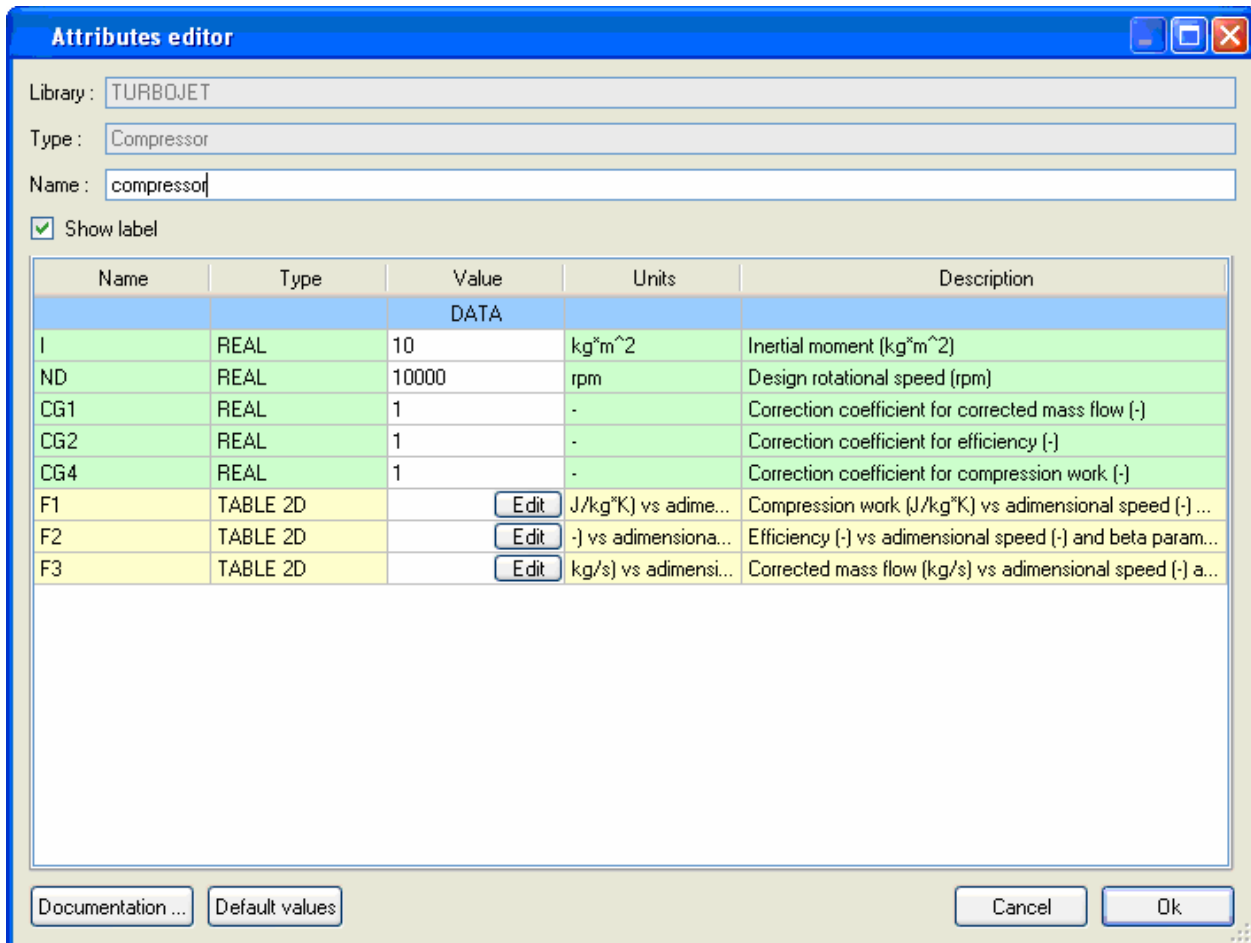 Attributes editor
Library : TURBOJET
Type : Compressor
Name : compressor
Show label
Name Type Value Units Description
DATA
I REAL 10 kg*m^2 Inertial moment (kg*m^2)
ND REAL 10000 rpm Design rotational speed (rpm)
CG1 REAL 1 - Correction coefficient for corrected mass flow (-)
CG2 REAL 1 - Correction coefficient for efficiency (-)
CG4 REAL 1 - Correction coefficient for compression work (-)
F1 TABLE 2D Edit J/kg*K) vs adime... Compression work (J/kg*K) vs adimensional speed (-) ...
F2 TABLE 2D Edit -) vs adimensiona... Efficiency (-) vs adimensional speed (-) and beta param...
F3 TABLE 2D Edit kg/s) vs adimensi... Corrected mass flow (kg/s) vs adimensional speed (-) a...
Documentation ... Default values Cancel Ok